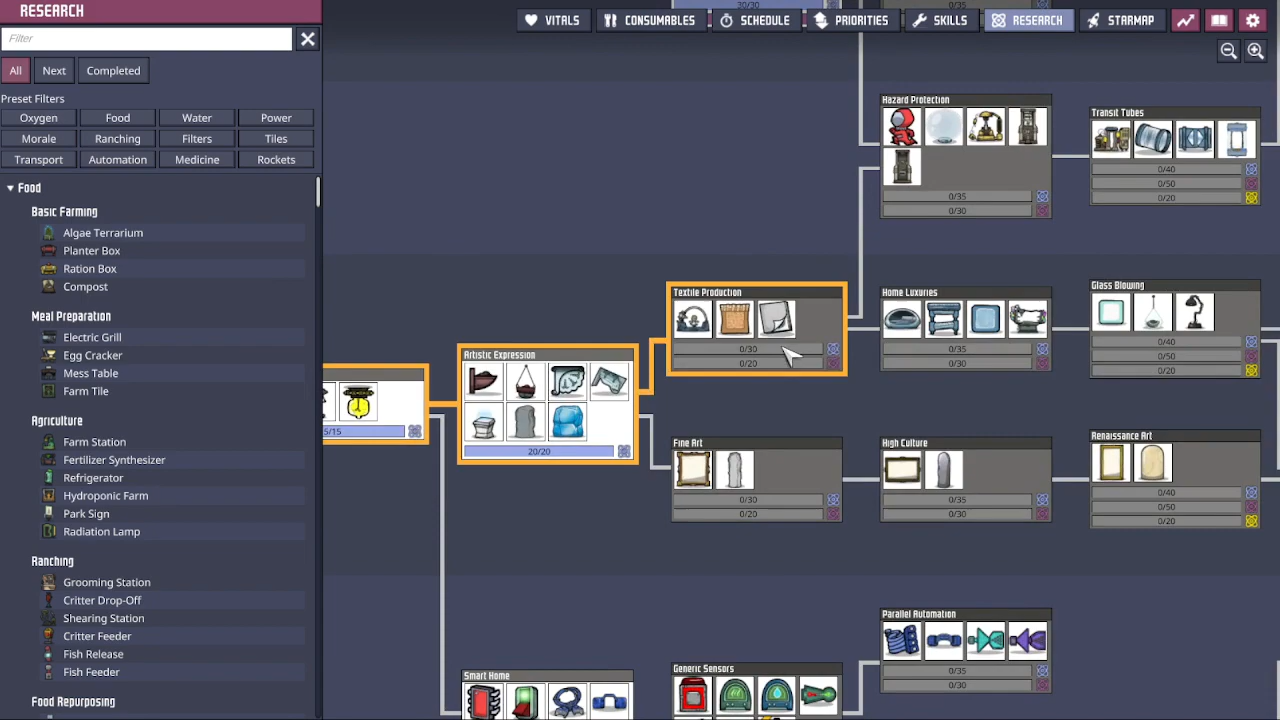 RESEARCH
VITALS
CONSUMABLES
SCHEDULE
PRIORITIES
SKILLS
RESEARCH
STARMAP
30/30
0/35
Filter
All
Next
Completed
Preset Filters
Oxygen
Food
Water
Power
Morale
Ranching
Filters
Tiles
Transport
Automation
Medicine
Rockets
Food
Basic Farming
Algae Terrarium
Planter Box
Ration Box
Compost
Meal Preparation
Electric Grill
Egg Cracker
Mess Table
Farm Tile
Agriculture
Farm Station
Fertilizer Synthesizer
Refrigerator
Hydroponic Farm
Park Sign
Radiation Lamp
Ranching
Grooming Station
Critter Drop-Off
Shearing Station
Critter Feeder
Fish Release
Fish Feeder
Food Repurposing
5/15
Artistic Expression
20/20
Textile Production
0/30
0/20
Fine Art
0/30
0/20
Hazard Protection
0/35
0/30
Home Luxuries
0/35
0/30
High Culture
0/35
0/30
Transit Tubes
0/40
0/50
0/20
Glass Blowing
0/40
0/50
0/20
Renaissance Art
0/40
0/50
0/20
Smart Home
Generic Sensors
Parallel Automation
0/35
0/30